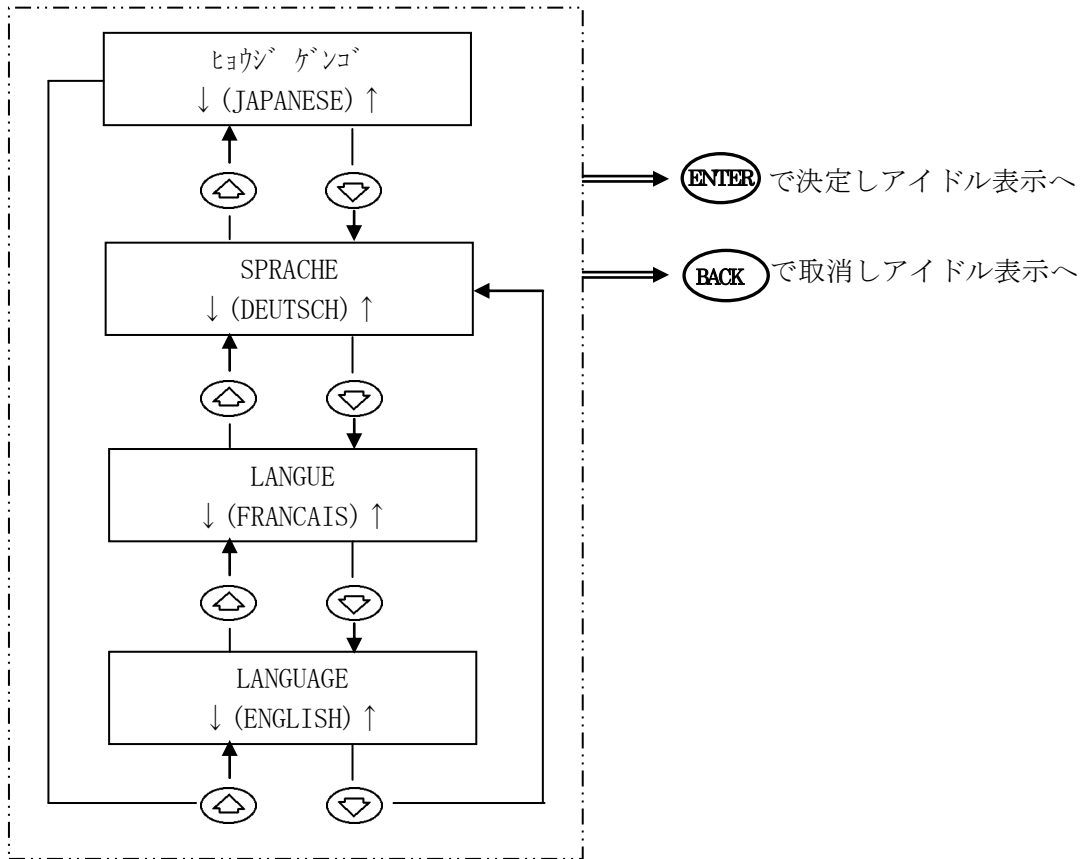 ﾋｮｳｼﾞ ｹﾞﾝｺﾞ
↓(JAPANESE)↑
SPRACHE
↓(DEUTSCH)↑
LANGUE
↓(FRANCAIS)↑
LANGUAGE
↓(ENGLISH)↑
ENTER で決定しアイドル表示へ
BACK で取消しアイドル表示へ